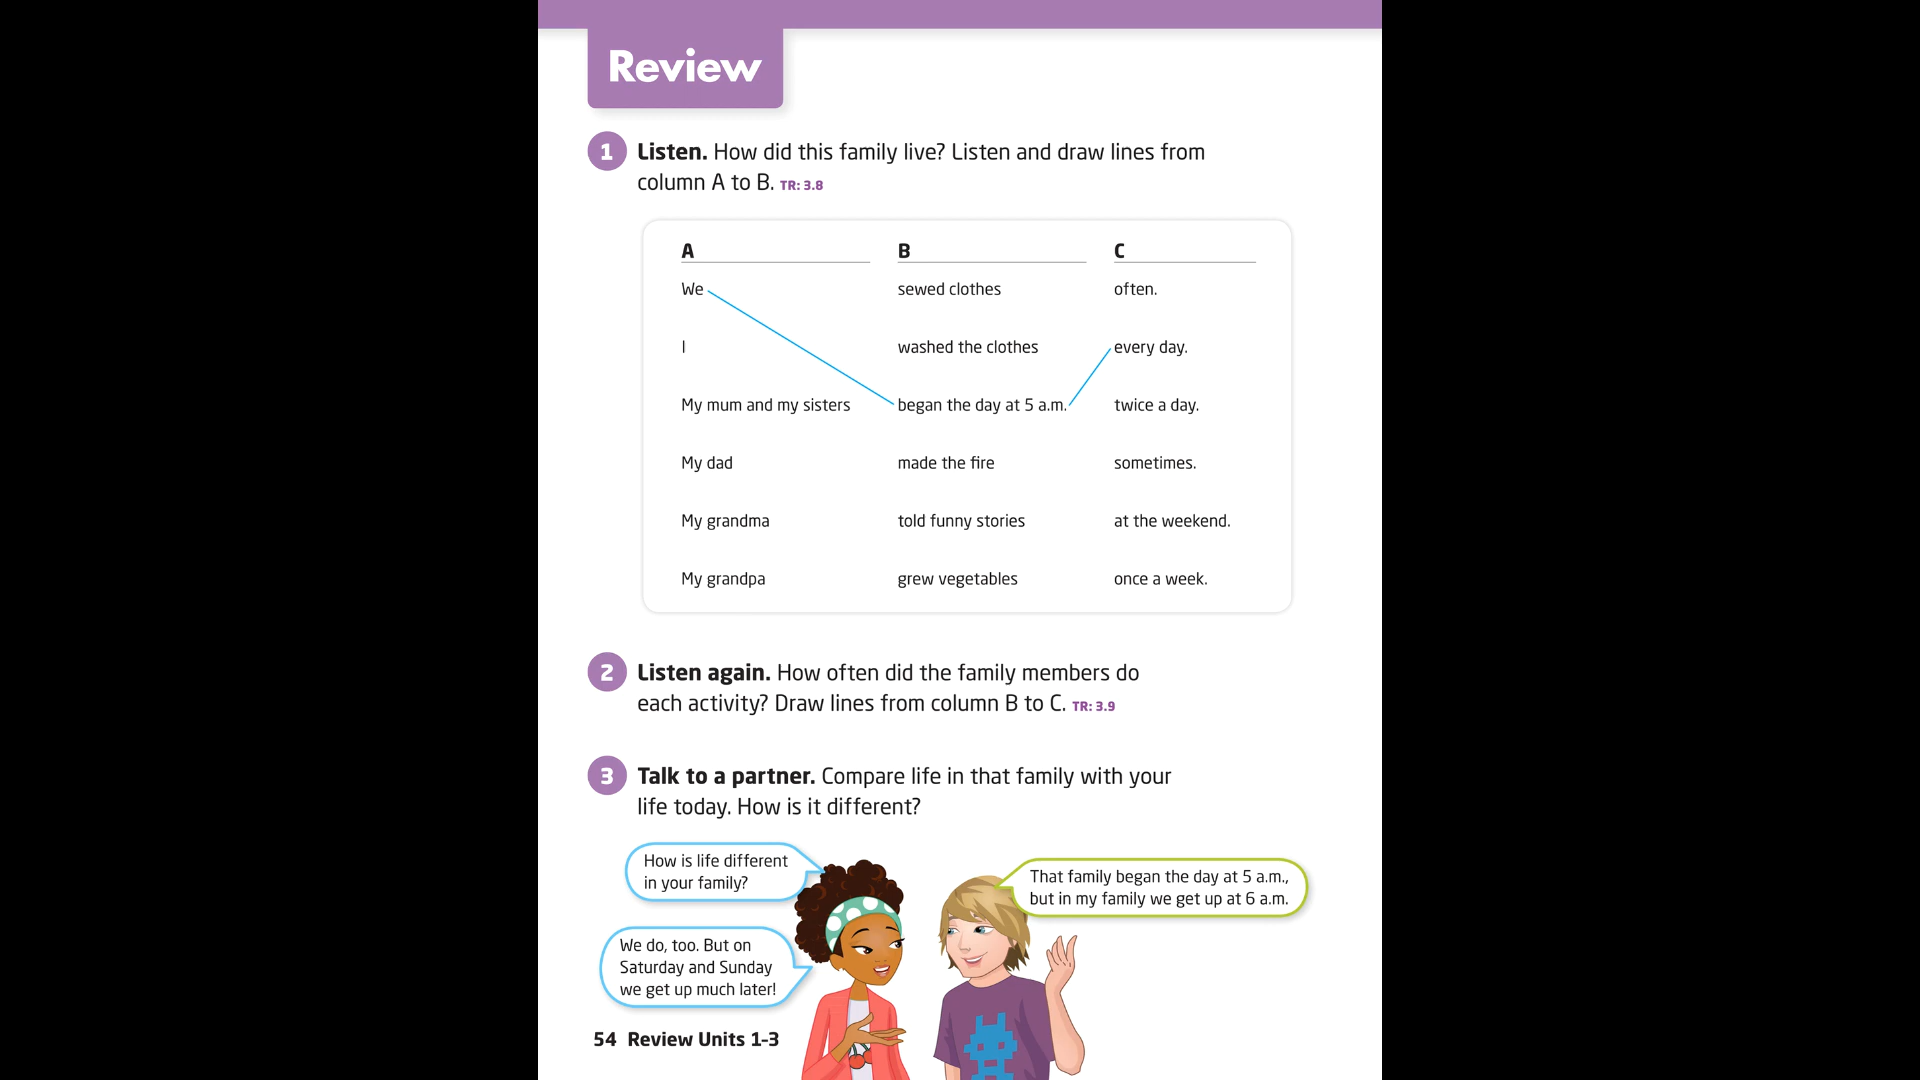 Review
1 Listen. How did this family live? Listen and draw lines from
column A to B. TR: 3.8
A B C
We sewed clothes often.
I washed the clothes every day.
My mum and my sisters began the day at 5 a.m. twice a day.
My dad made the fire sometimes.
My grandma told funny stories at the weekend.
My grandpa grew vegetables once a week.
2 Listen again. How often did the family members do
each activity? Draw lines from column B to C. TR: 3.9
3 Talk to a partner. Compare life in that family with your
life today. How is it different?
How is life different
in your family?
That family began the day at 5 a.m.,
but in my family we get up at 6 a.m.
We do, too. But on
Saturday and Sunday
we get up much later!
54 Review Units 1–3